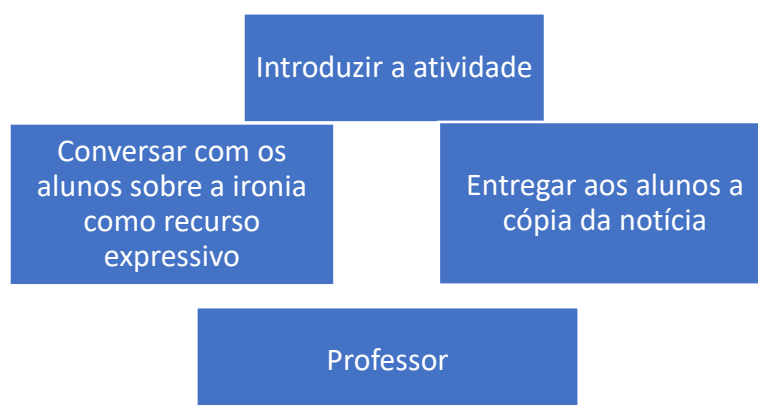 Introduzir a atividade
Conversar com os
alunos sobre a ironia
como recurso
expressivo
Entregar aos alunos a
cópia da notícia
Professor